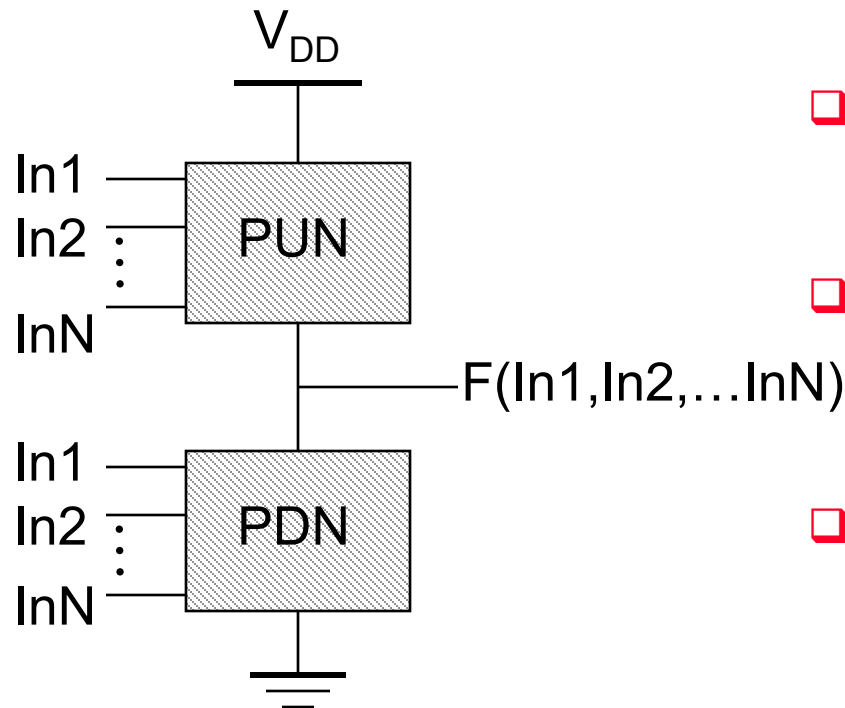 VDD
In1
In2
InN
PUN
F(In1,In2,…InN)
In1
In2
InN
PDN